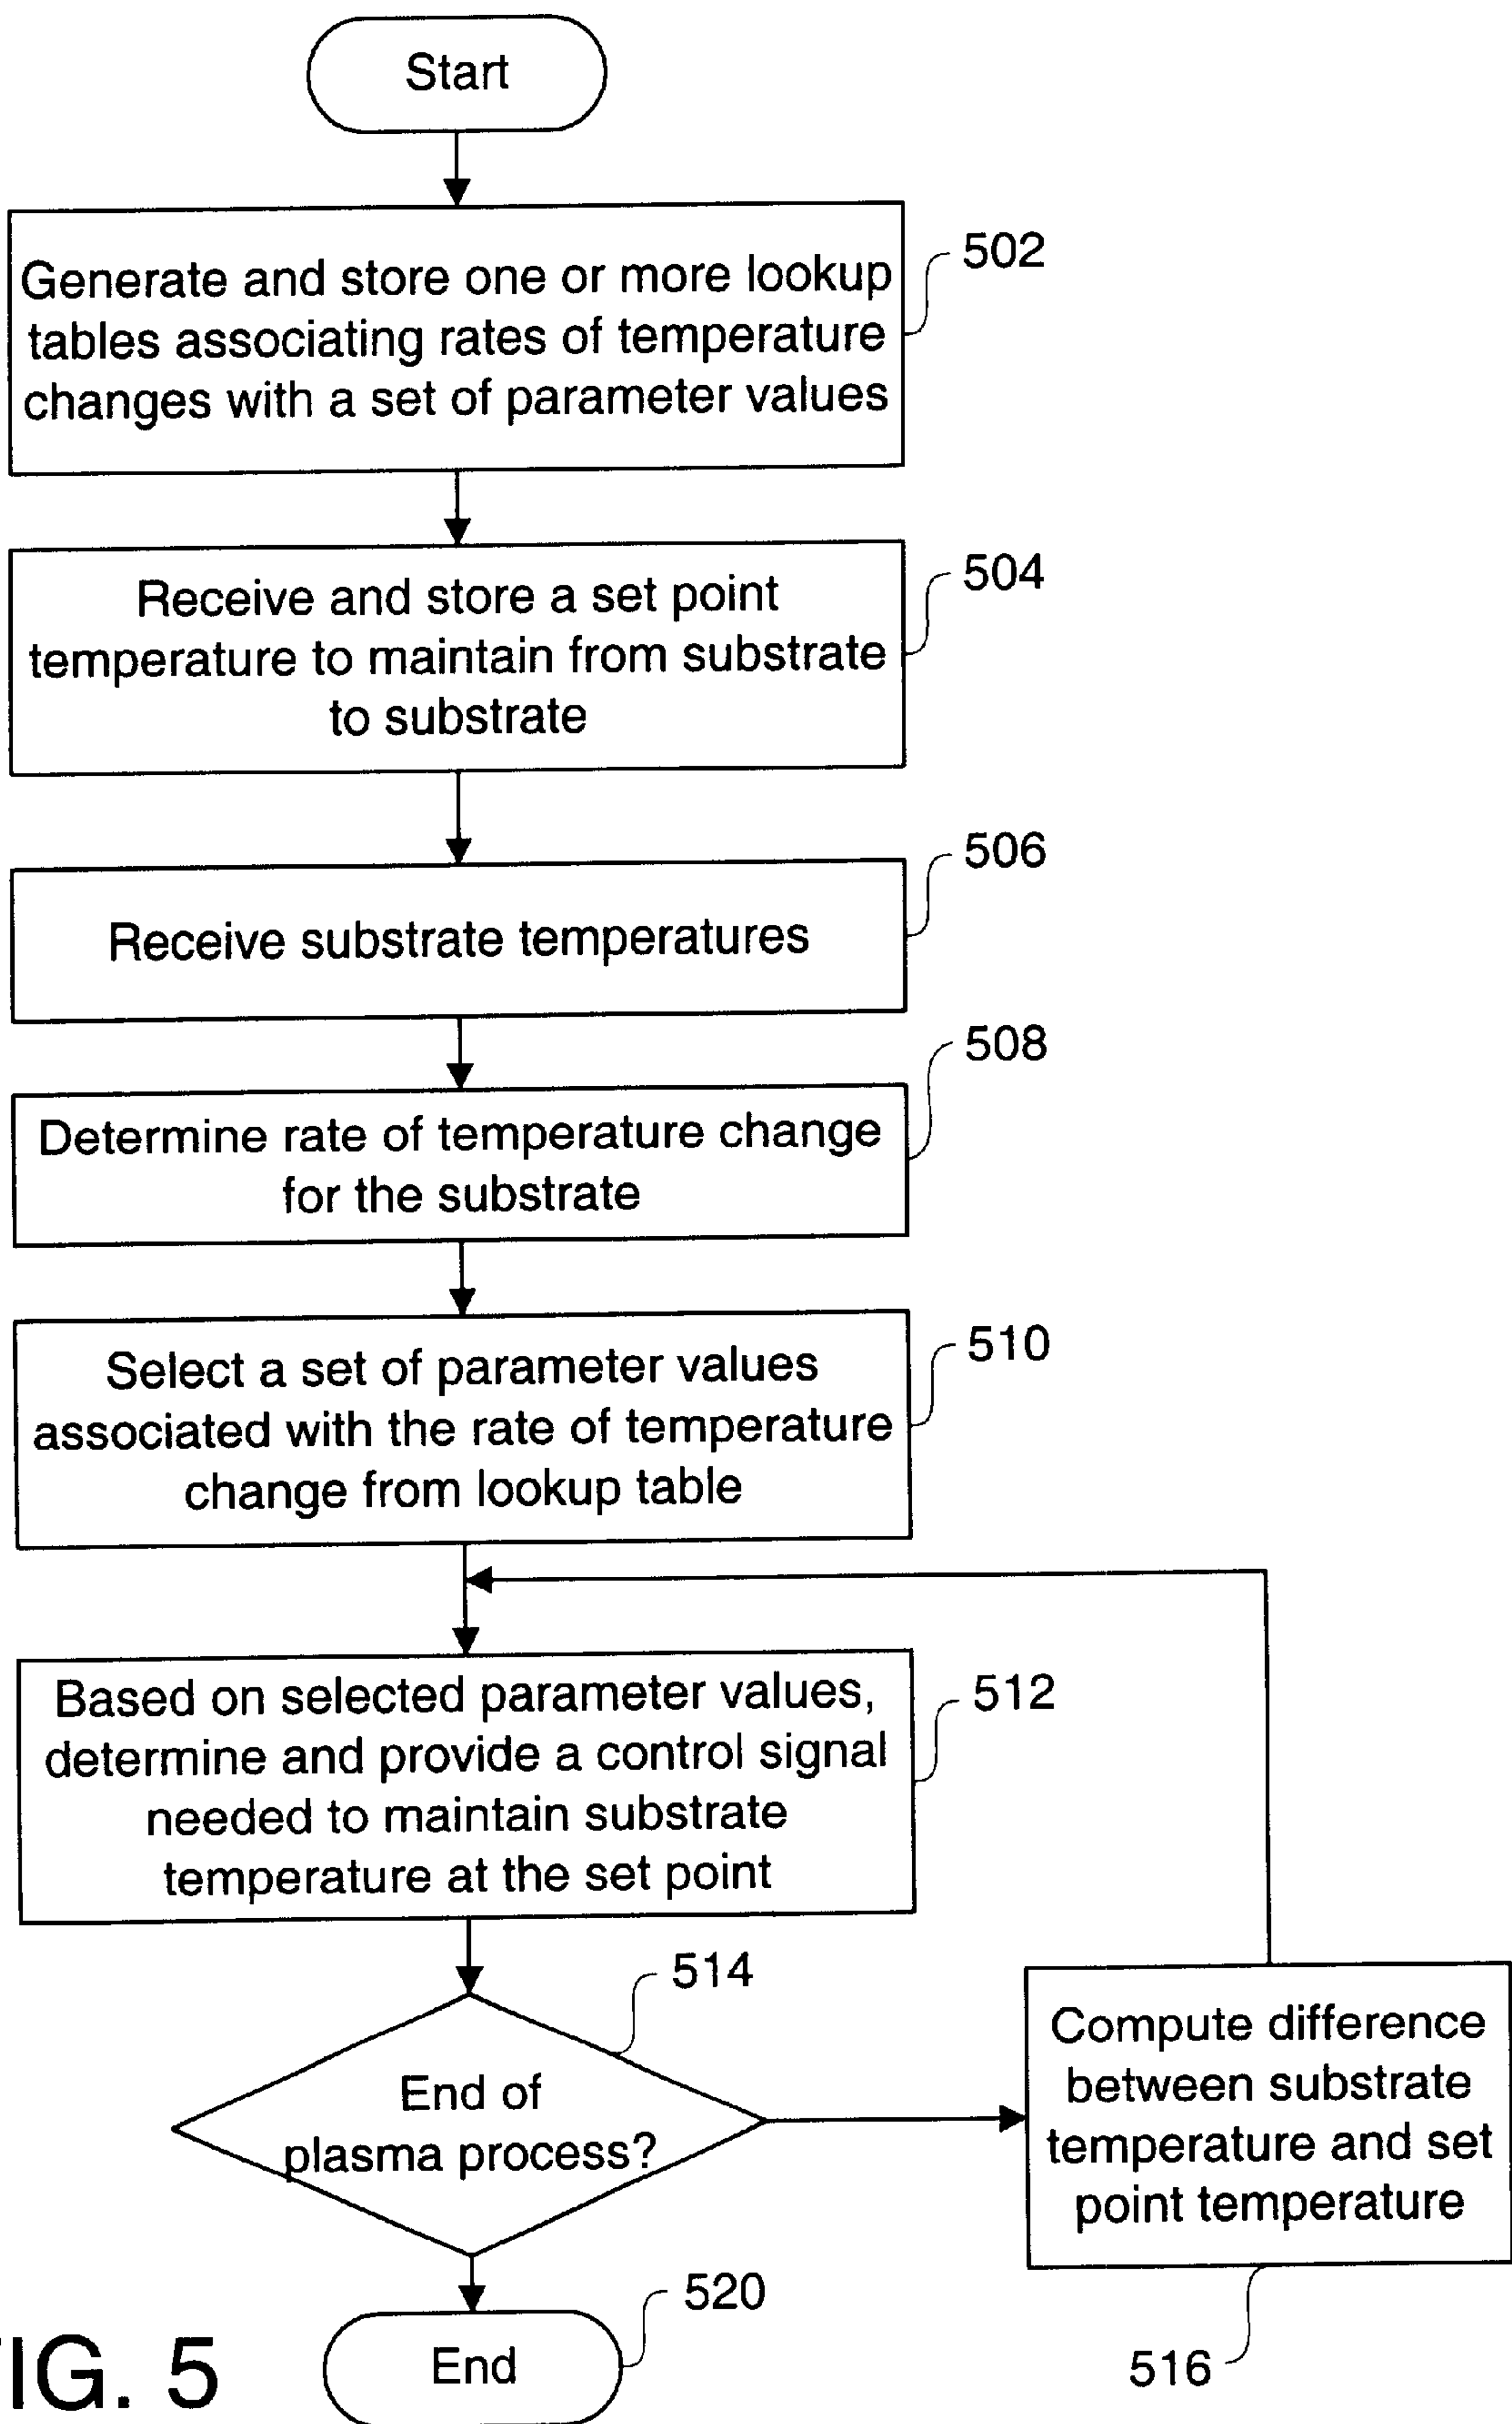 Start
502
Generate and store one or more lookup
tables associating rates of temperature
changes with a set of parameter values
504
Receive and store a set point
temperature to maintain from substrate
to substrate
506
Receive substrate temperatures
508
Determine rate of temperature change
for the substrate
510
Select a set of parameter values
associated with the rate of temperature
change from lookup table
512
Based on selected parameter values,
determine and provide a control signal
needed to maintain substrate
temperature at the set point
514
End of
plasma process?
Compute difference
between substrate
temperature and set
point temperature
516
520
End
IG. 5